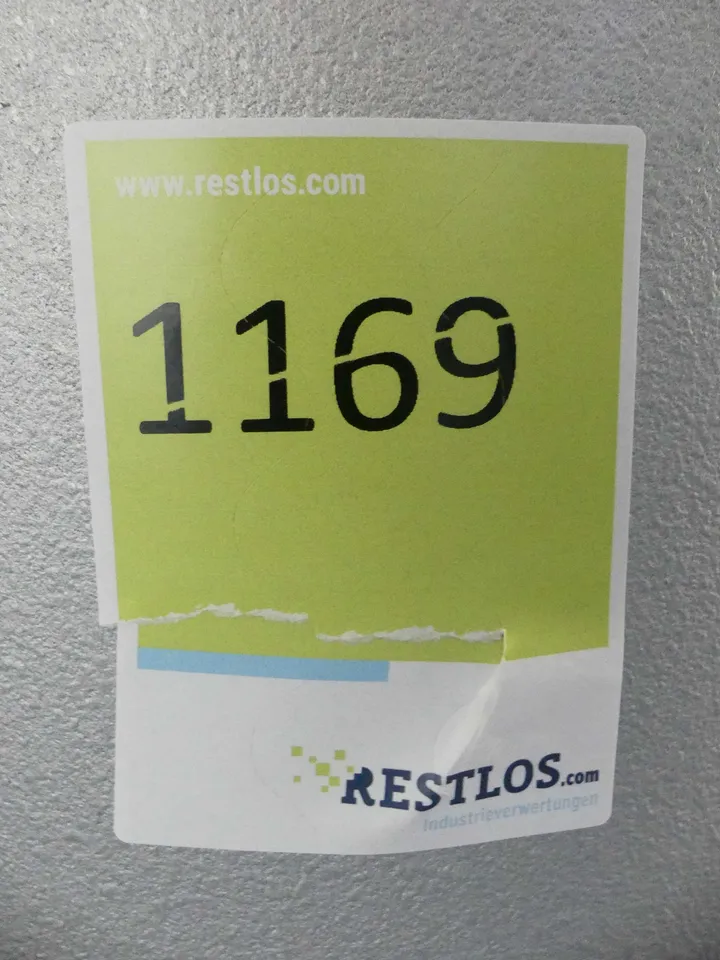 www.restlos.com
1169
RESTLOS.com
Industrieverwertungen